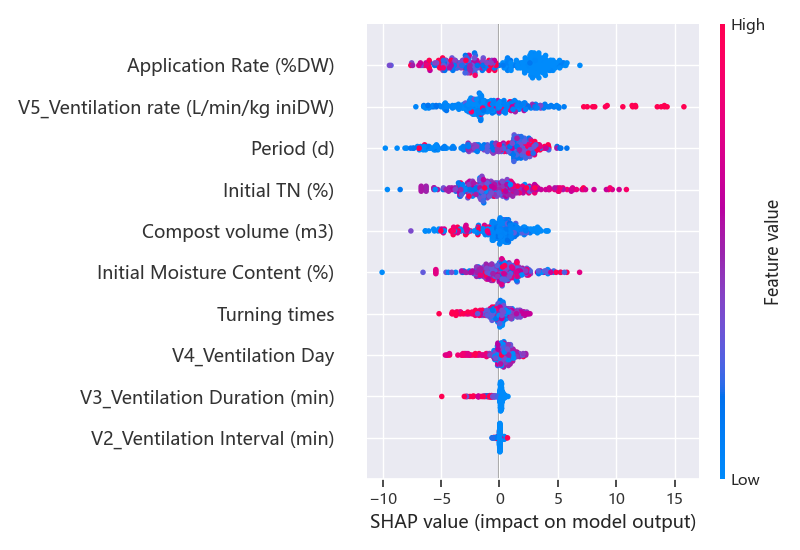 High
Application Rate (%DW)
V5_Ventilation rate (L/min/kg iniDW)
Period (d)
Initial TN (%)
Compost volume (m3)
Initial Moisture Content (%)
Turning times
V4_Ventilation Day
V3_Ventilation Duration (min)
V2_Ventilation Interval (min)
Feature value
Low
−10 −5 0 5 10 15
SHAP value (impact on model output)